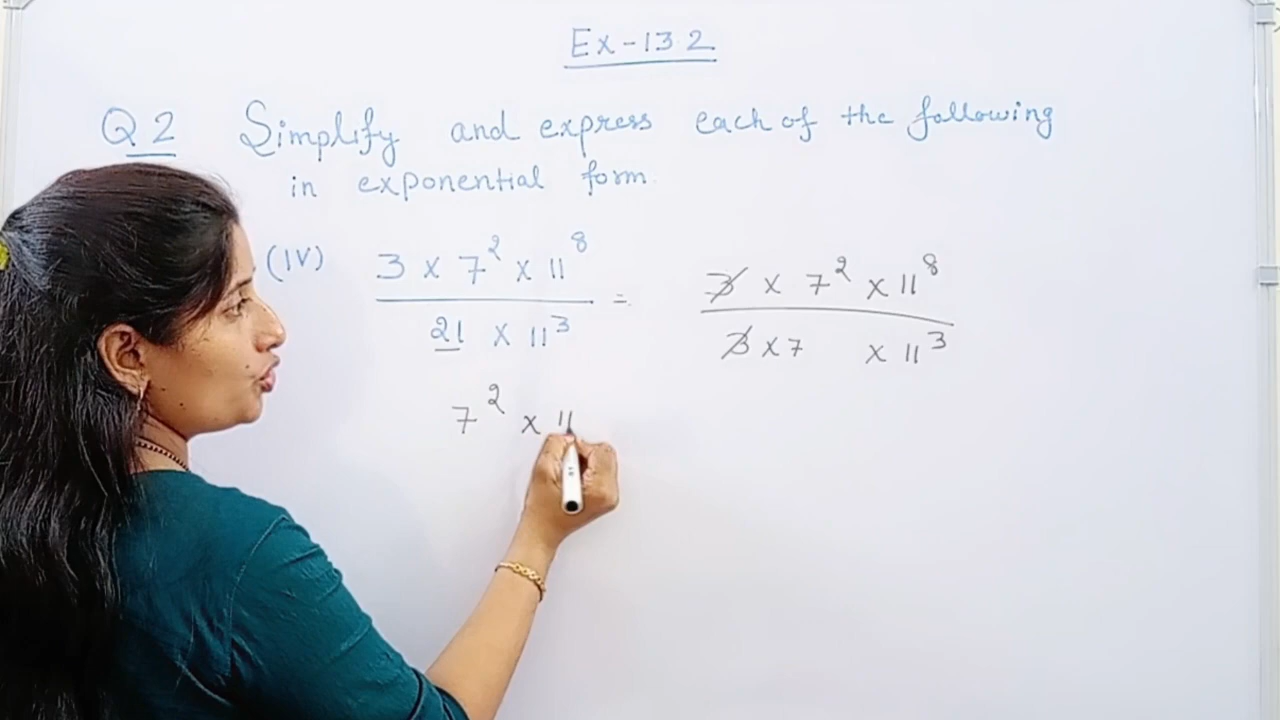 Ex-13.2
Q2 Simplify and express each of the following
in exponential form.
(IV) 3 x 7² x 11⁸ = 3 x 7² x 11⁸
21 x 11³ 3 x 7 x 11³
7² x 11